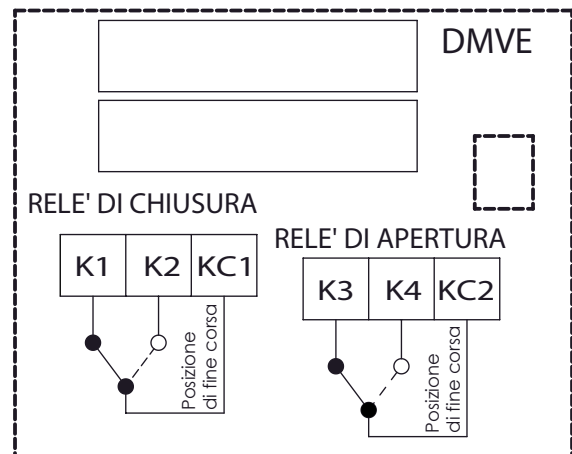 DMVE
RELE' DI CHIUSURA
K1 K2 KC1
Posizione
di fine corsa
RELE' DI APERTURA
K3 K4 KC2
Posizione
di fine corsa